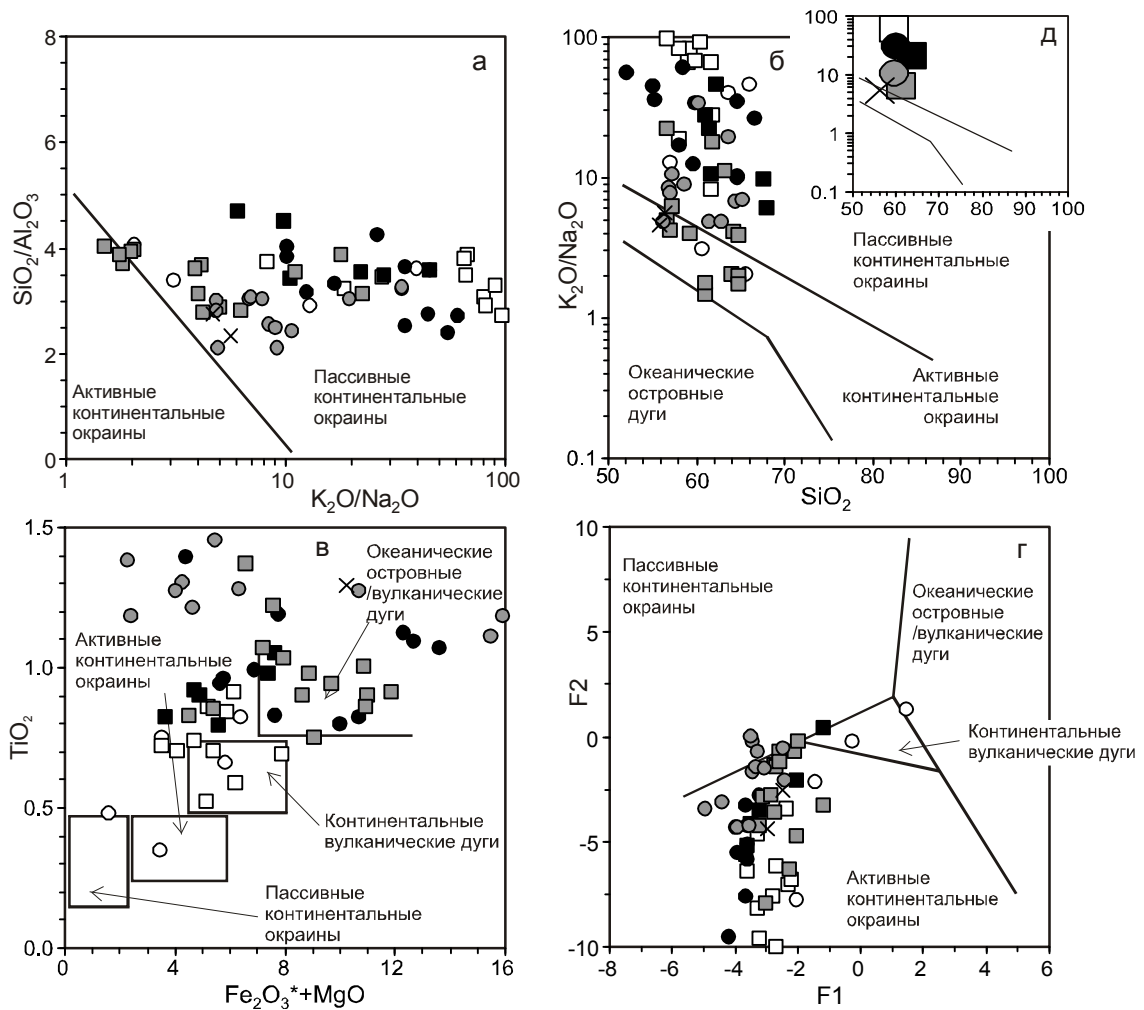 а
SiO2/Al2O3
8
6
4
2
0
Активные
континентальные
окраины
Пассивные
континентальные
окраины
1
10
100
K2O/Na2O
б
K2O/Na2O
100
10
1
0.1
Океанические
островные
дуги
Пассивные
континентальные
окраины
Активные
континентальные
окраины
50 60 70 80 90 100
SiO2
д
100
10
1
0.1
50 60 70 80 90 100
в
TiO2
1.5
1.0
0.5
0.0
Океанические
островные
/вулканические
дуги
Активные
континентальные
окраины
Континентальные
вулканические дуги
Пассивные
континентальные
окраины
0 4 8 12 16
Fe2O3*+MgO
г
F2
10
5
0
-5
-10
Пассивные
континентальные
окраины
Океанические
островные
/вулканические
дуги
Континентальные
вулканические дуги
Активные
континентальные
окраины
-8 -6 -4 -2 0 2 4 6
F1